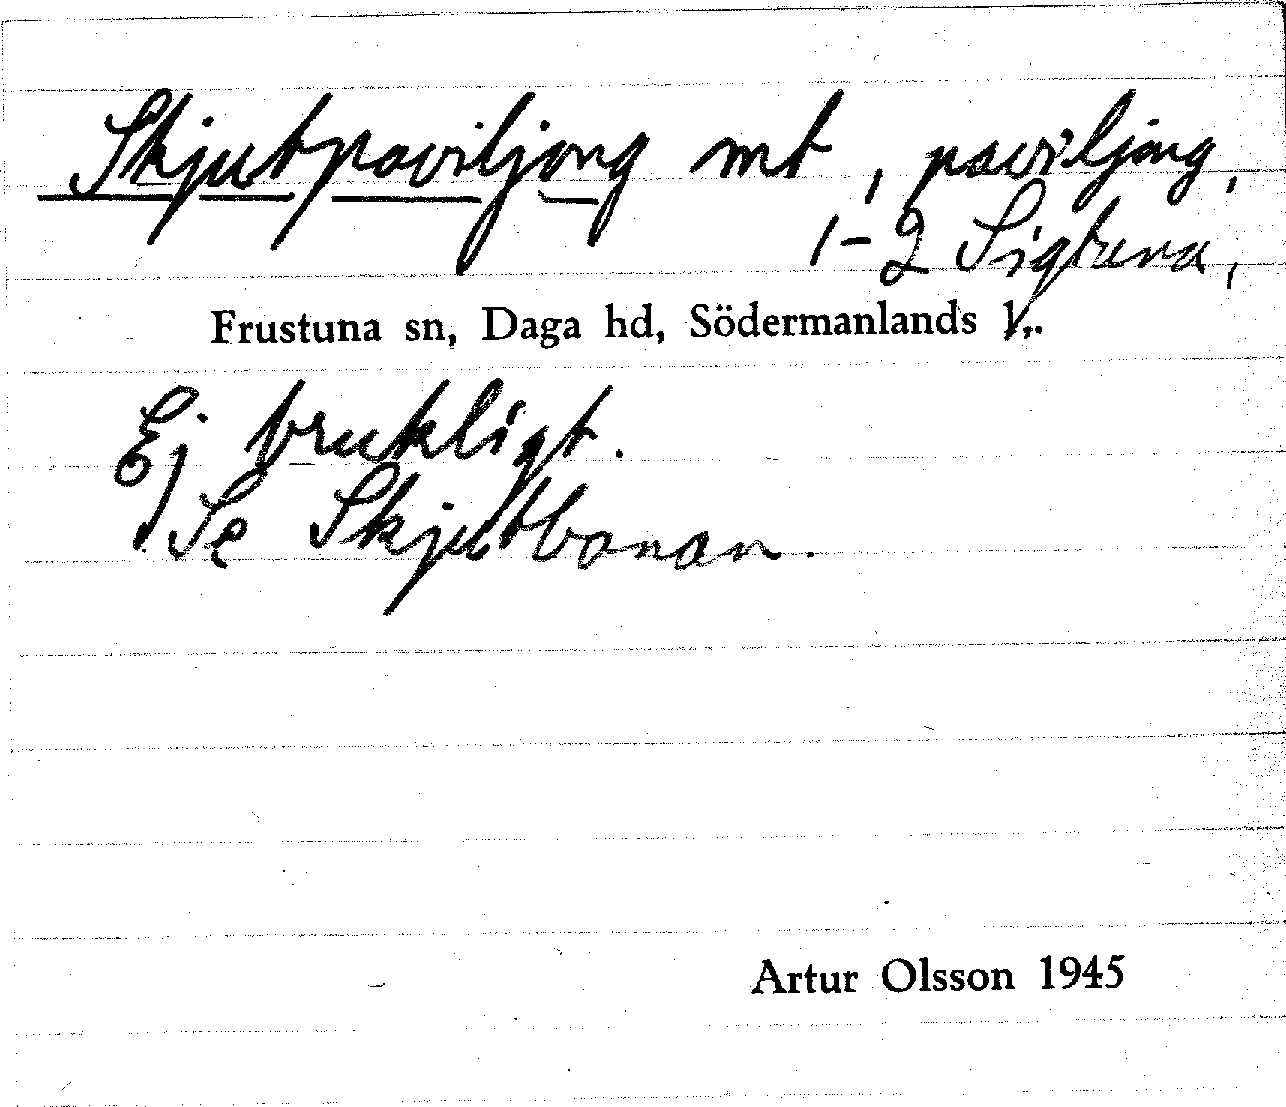 Skjutpaviljong mt, paviljong,
1-2 Sigtuna,
Frustuna sn, Daga hd, Södermanlands l.
Ej brukligt.
Se Skjutbanan.
Artur Olsson 1945